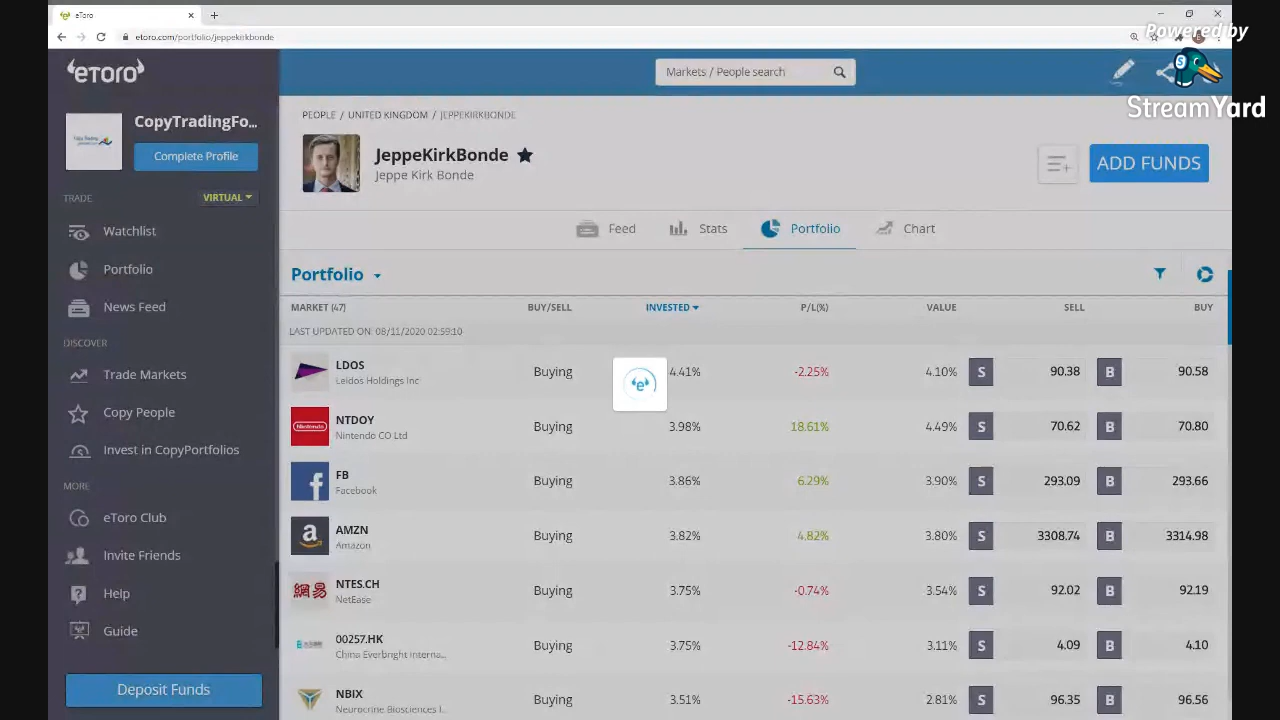 eToro
etoro.com/portfolio/jeppekirkbonde
Powered by
StreamYard
eToro
Markets / People search
CopyTradingFo...
Complete Profile
TRADE
VIRTUAL
Watchlist
Portfolio
News Feed
DISCOVER
Trade Markets
Copy People
Invest in CopyPortfolios
MORE
eToro Club
Invite Friends
Help
Guide
Deposit Funds
PEOPLE / UNITED KINGDOM / JEPPEKIRKBONDE
JeppeKirkBonde
Jeppe Kirk Bonde
ADD FUNDS
Feed Stats Portfolio Chart
Portfolio
MARKET (47) BUY/SELL INVESTED P/L(%) VALUE SELL BUY
LAST UPDATED ON: 08/11/2020 02:59:10
LDOS
Leidos Holdings Inc
Buying 4.41% -2.25% 4.10% S 90.38 B 90.58
NTDOY
Nintendo CO Ltd
Buying 3.98% 18.61% 4.49% S 70.62 B 70.80
FB
Facebook
Buying 3.86% 6.29% 3.90% S 293.09 B 293.66
AMZN
Amazon
Buying 3.82% 4.82% 3.80% S 3308.74 B 3314.98
NTES.CH
NetEase
Buying 3.75% -0.74% 3.54% S 92.02 B 92.19
00257.HK
China Everbright Interna...
Buying 3.75% -12.84% 3.11% S 4.09 B 4.10
NBIX
Neurocrine Biosciences I.
Buying 3.51% -15.63% 2.81% S 96.35 B 96.56